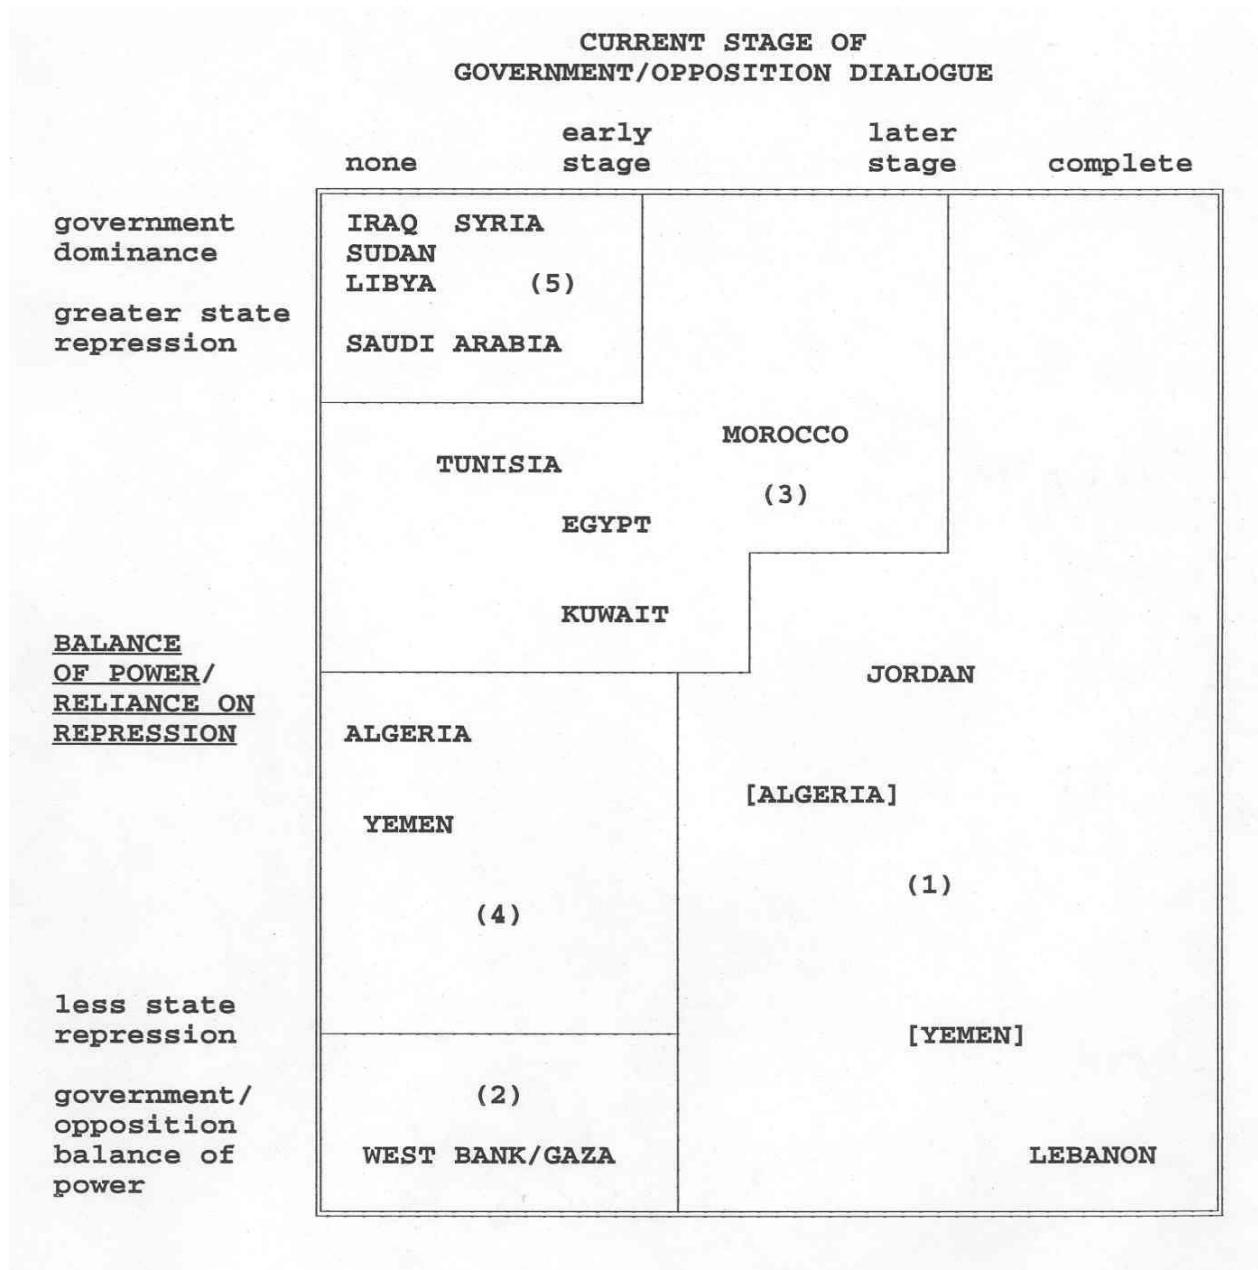 CURRENT STAGE OF
GOVERNMENT/OPPOSITION DIALOGUE
early later
none stage stage complete
government IRAQ SYRIA
dominance SUDAN
LIBYA (5)
greater state
repression SAUDI ARABIA
MOROCCO
TUNISIA
(3)
EGYPT
KUWAIT
BALANCE
OF POWER/ JORDAN
RELIANCE ON
REPRESSION ALGERIA
[ALGERIA]
YEMEN
(1)
(4)
less state
repression [YEMEN]
government/ (2)
opposition
balance of WEST BANK/GAZA LEBANON
power